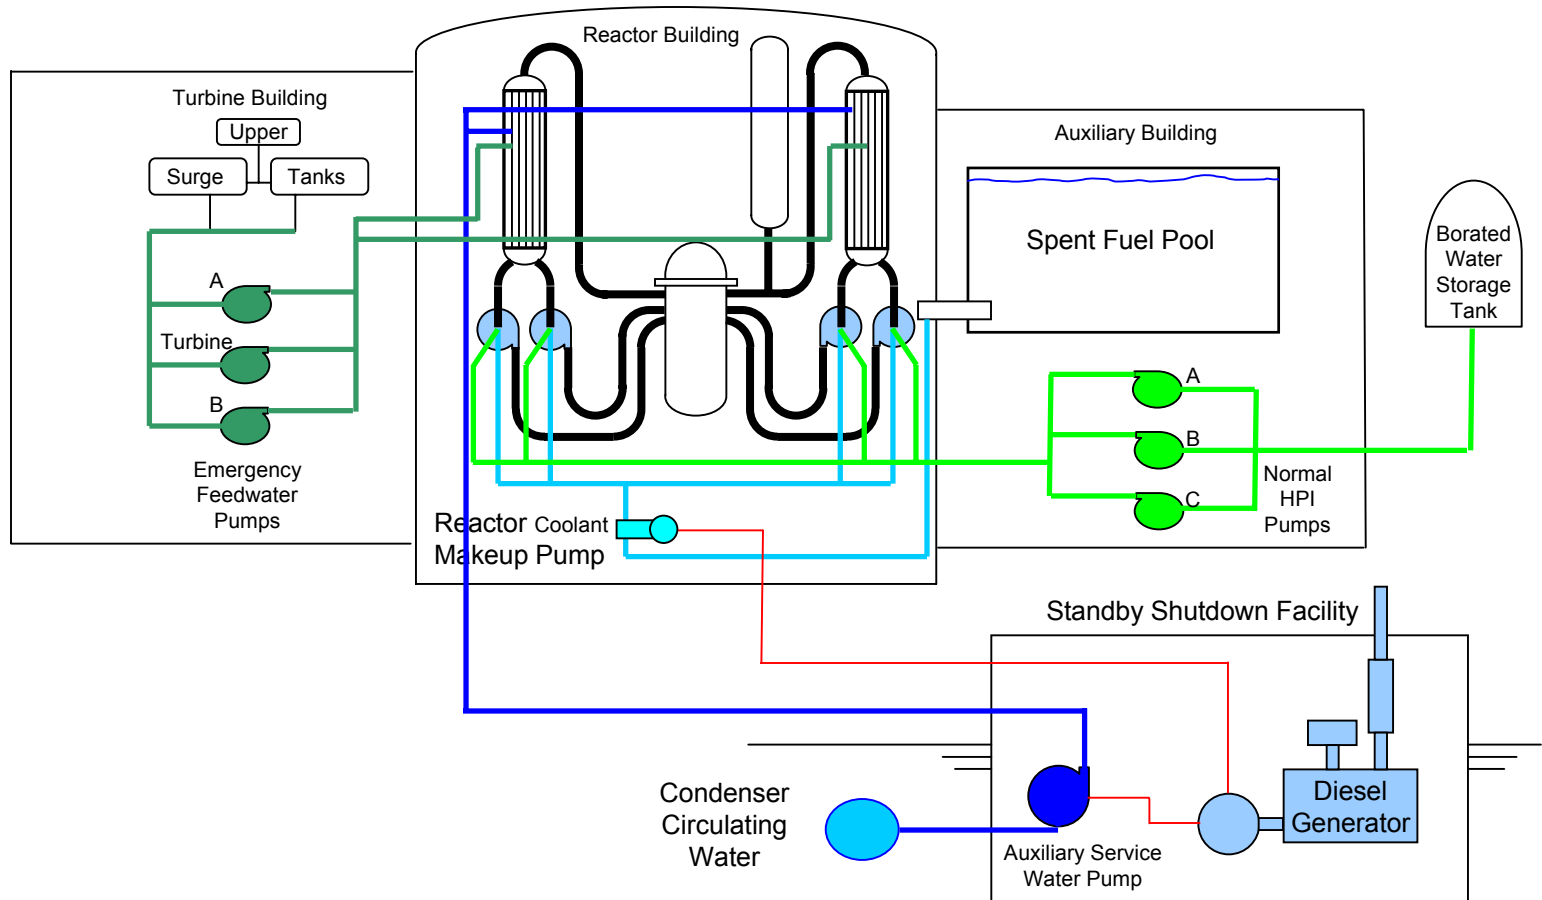 Reactor Building
Turbine Building
Upper
Surge
Tanks
A
Turbine
B
Emergency
Feedwater
Pumps
Auxiliary Building
Spent Fuel Pool
Borated
Water
Storage
Tank
A
B
C
Normal
HPI
Pumps
Reactor Coolant
Makeup Pump
Standby Shutdown Facility
Diesel
Generator
Condenser
Circulating
Water
Auxiliary Service
Water Pump